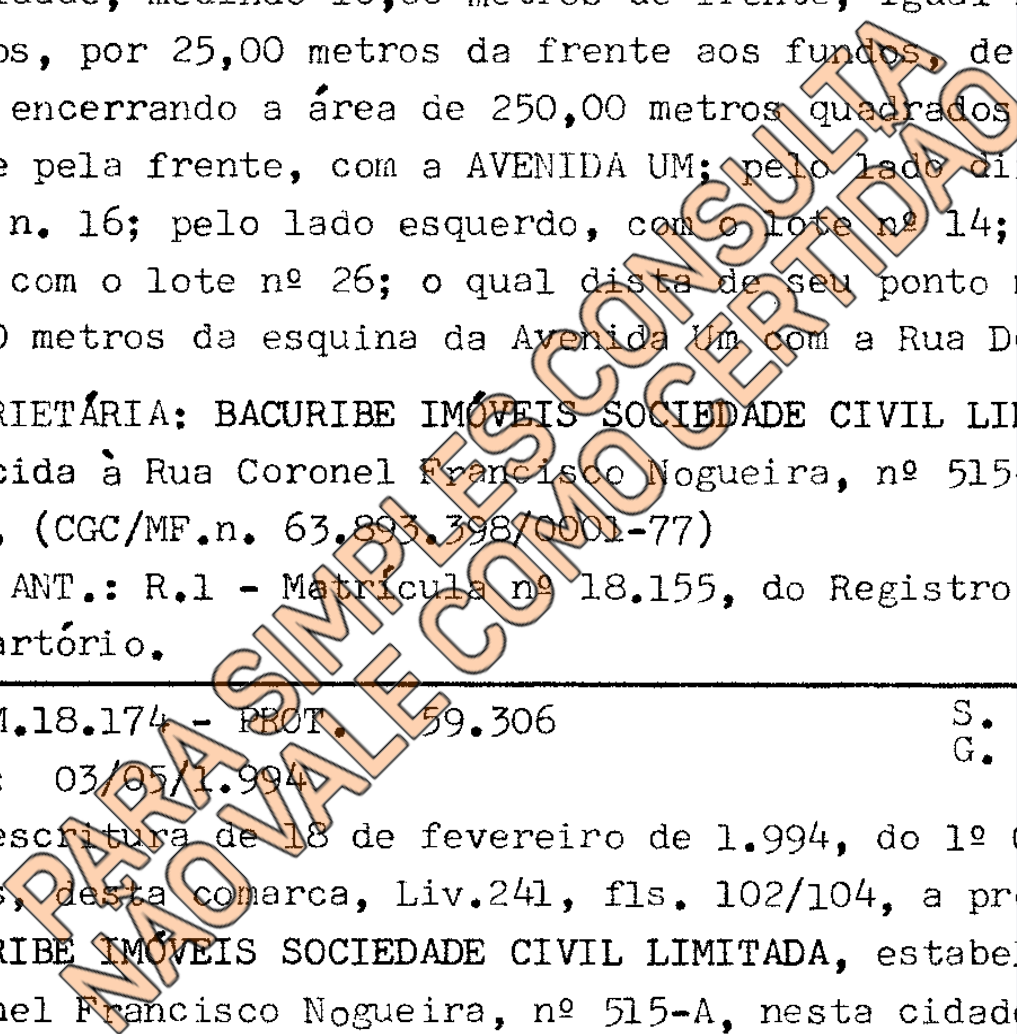 medindo 10,00 metros de frente, igual
os, por 25,00 metros da frente aos fundos, de
encerrando a área de 250,00 metros quadrados
e pela frente, com a AVENIDA UM; pelo lado di
n. 16; pelo lado esquerdo, com o lote nº 14;
com o lote nº 26; o qual dista de seu ponto
0 metros da esquina da Avenida Um com a Rua D
RIETÁRIA: BACURIBE IMÓVEIS SOCIEDADE CIVIL LI
cida à Rua Coronel Francisco Nogueira, nº 515-
, (CGC/MF.n. 63.893.398/0001-77)
ANT.: R.1 - Matrícula nº 18.155, do Registro
artório.
M.18.174 - PROT. 59.306 S.
G.
: 03/05/1.994
escritura de 18 de fevereiro de 1.994, do 1º
s, desta comarca, Liv.241, fls. 102/104, a pr
RIBE IMÓVEIS SOCIEDADE CIVIL LIMITADA, estabel
nel Francisco Nogueira, nº 515-A, nesta cidad
PARA SIMPLES CONSULTA
NÃO VALE COMO CERTIDÃO